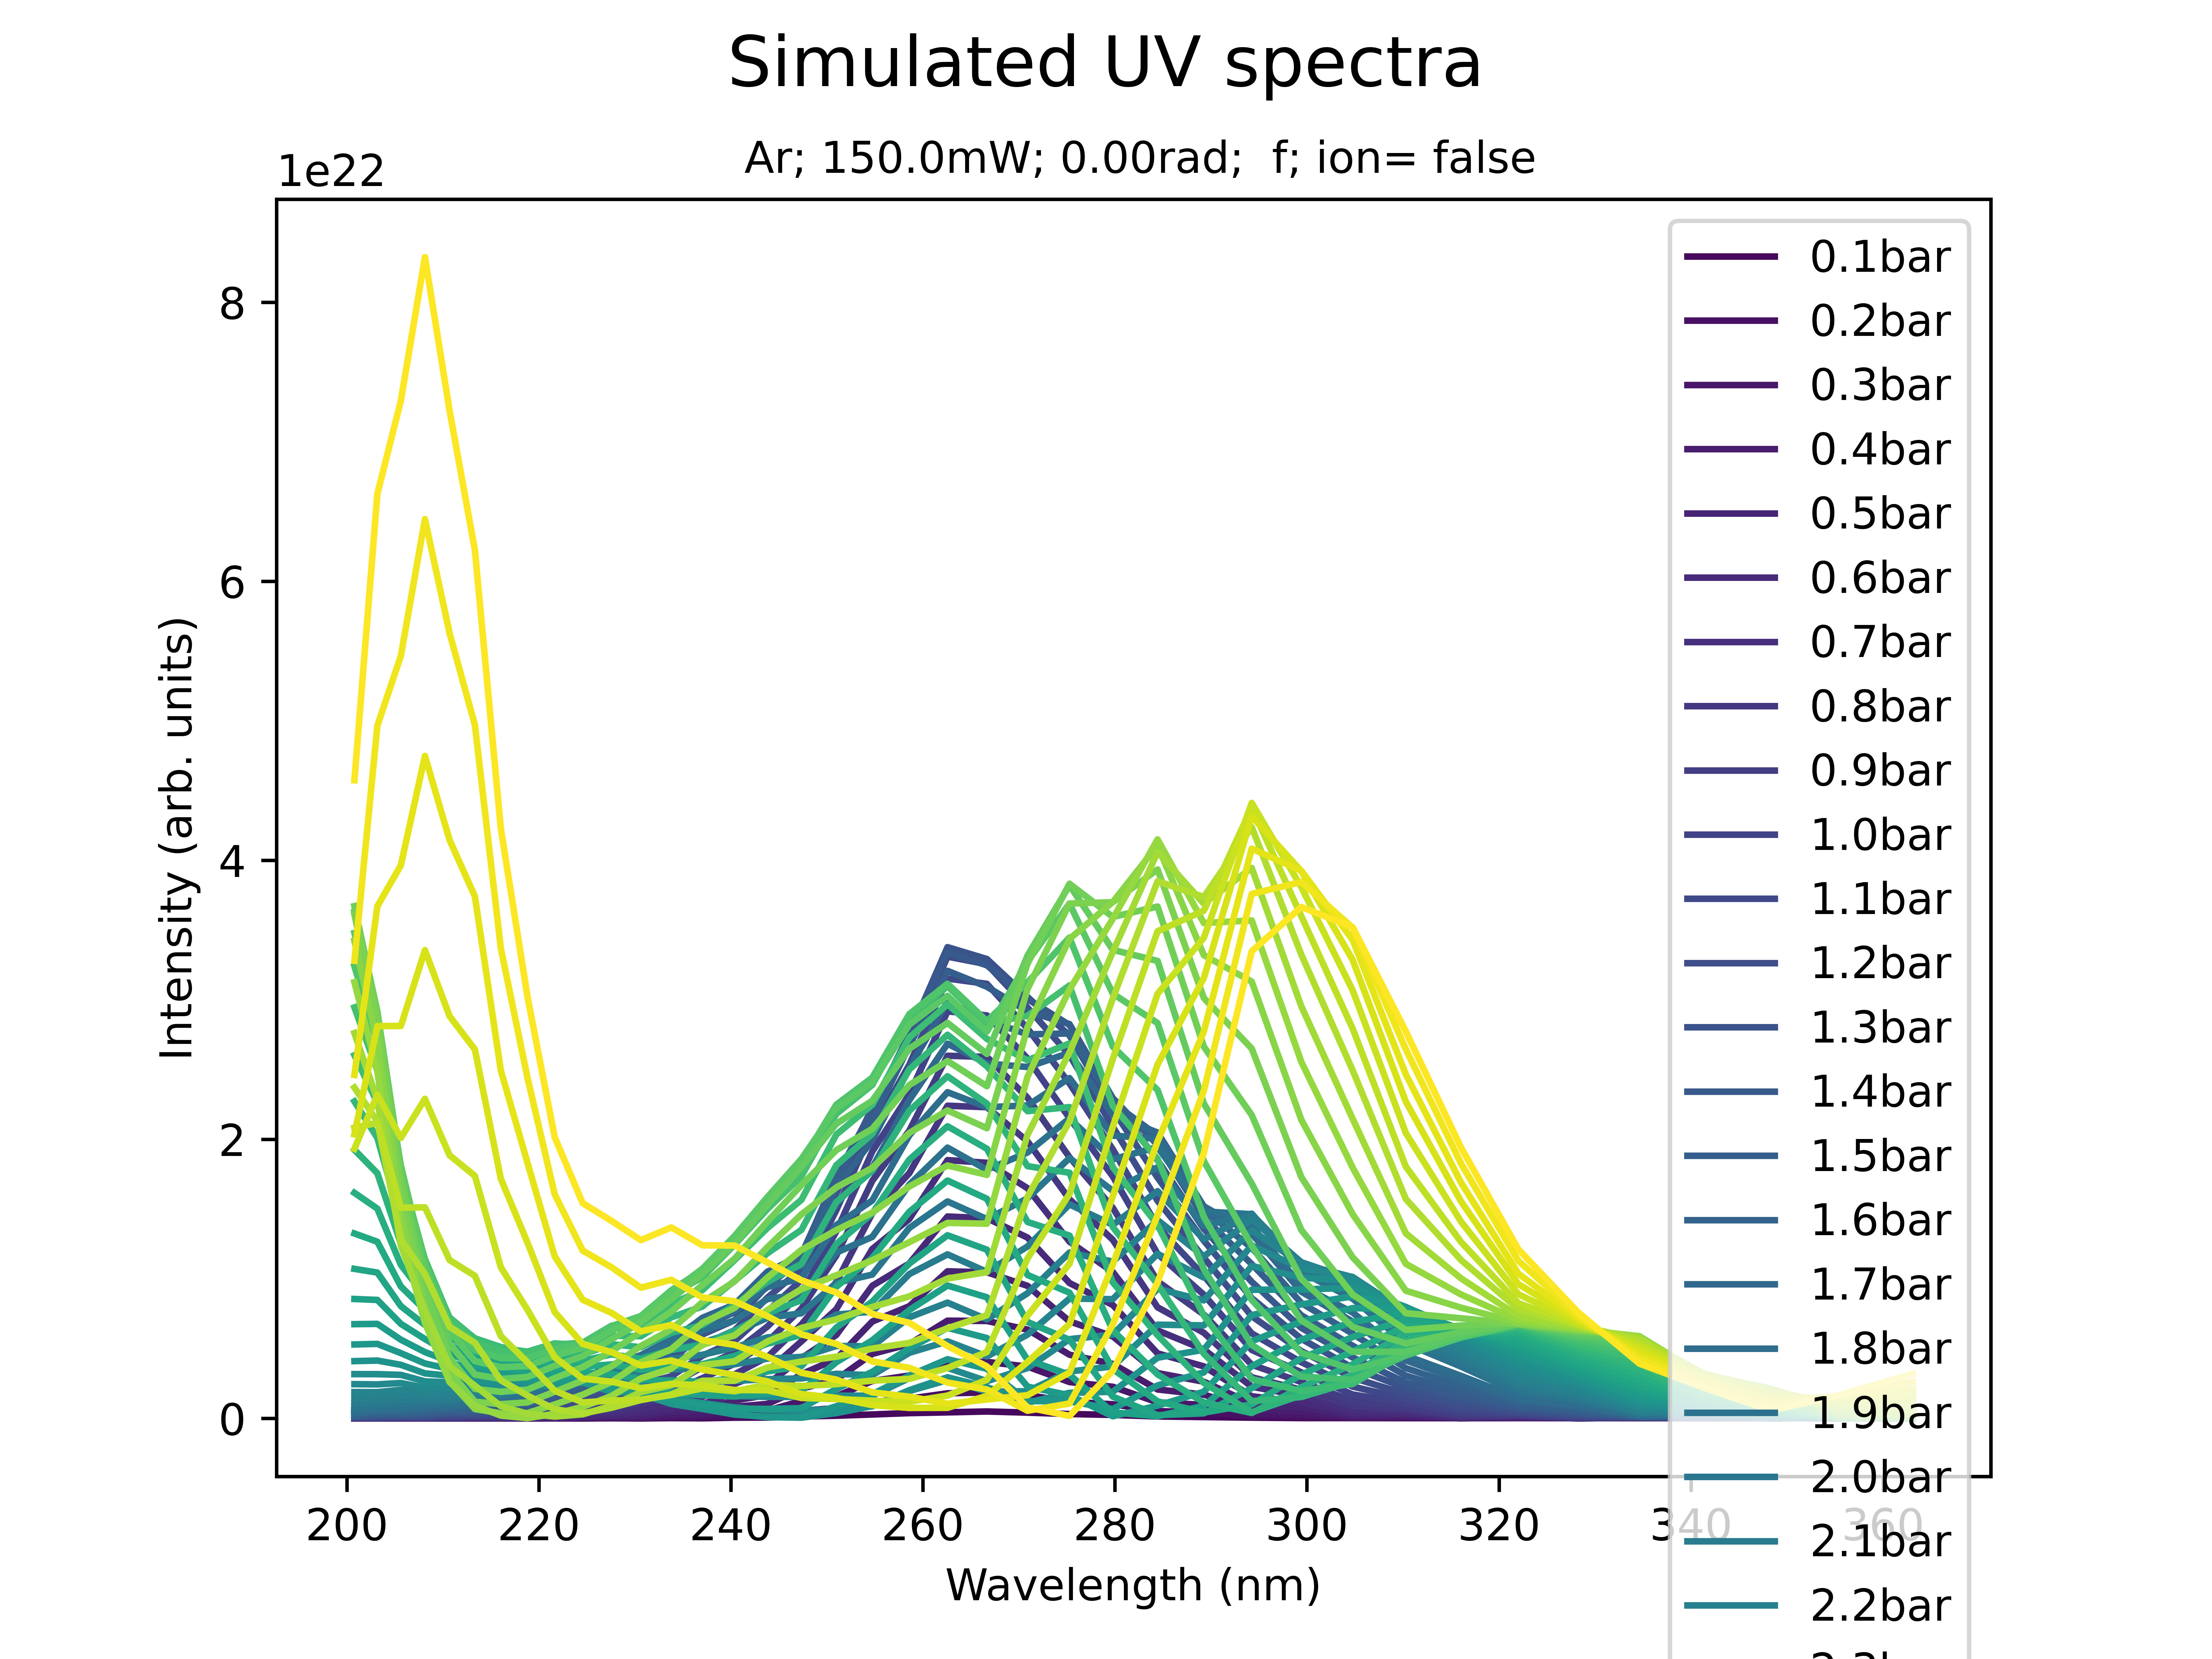 Simulated UV spectra
Ar; 150.0mW; 0.00rad;  f; ion= false
1e22
8
6
4
2
0
Intensity (arb. units)
200 220 240 260 280 300 320 340 360
Wavelength (nm)
0.1bar
0.2bar
0.3bar
0.4bar
0.5bar
0.6bar
0.7bar
0.8bar
0.9bar
1.0bar
1.1bar
1.2bar
1.3bar
1.4bar
1.5bar
1.6bar
1.7bar
1.8bar
1.9bar
2.0bar
2.1bar
2.2bar